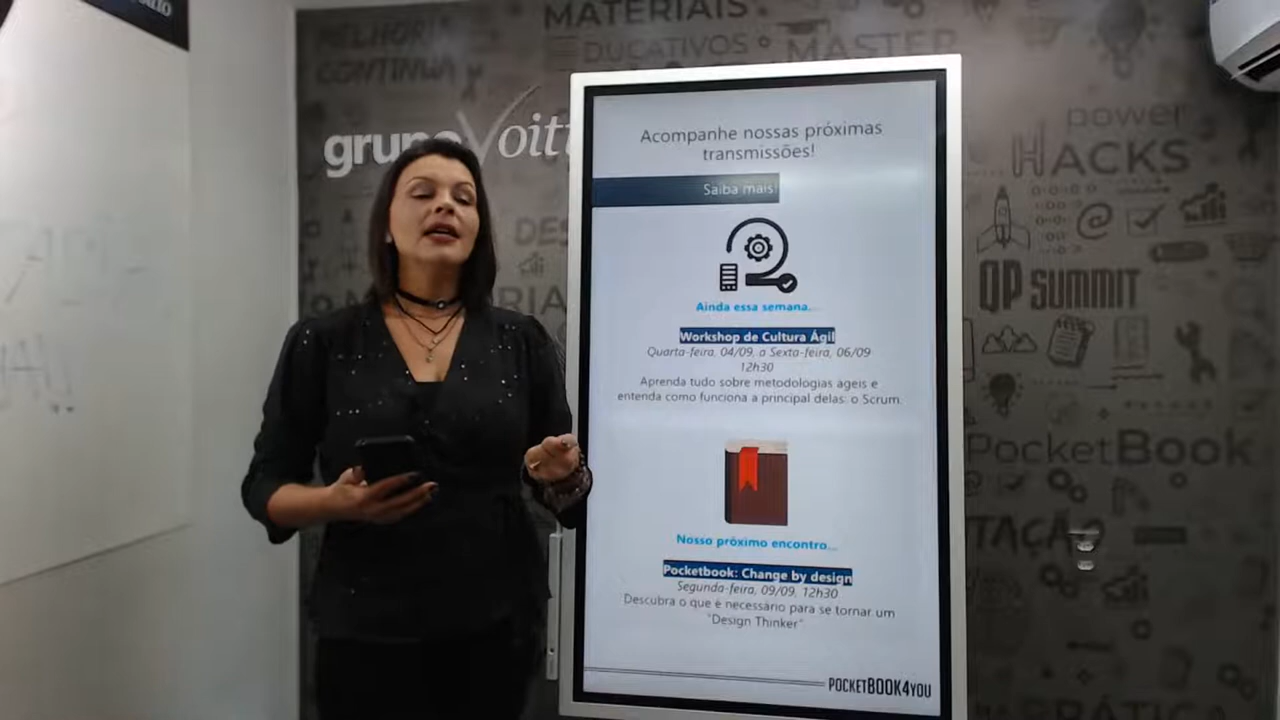 MELHORIA
CONTINUA
MATERIAIS
EDUCATIVOS
MASTER
grupo Voitt
power
HACKS
QP SUMMIT
PocketBook
Acompanhe nossas próximas
transmissões!
Saiba mais!
Ainda essa semana...
Workshop de Cultura Ágil
Quarta-feira, 04/09, a Sexta-feira, 06/09
12h30
Aprenda tudo sobre metodologias ágeis e
entenda como funciona a principal delas: o Scrum.
Nosso próximo encontro...
Pocketbook: Change by design
Segunda-feira, 09/09, 12h30
Descubra o que é necessário para se tornar um
"Design Thinker"
POCKETBOOK4YOU